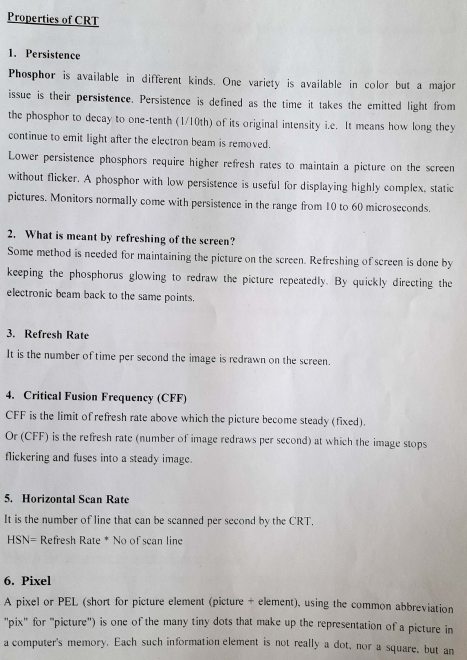 Properties of CRT
1. Persistence
Phosphor is available in different kinds. One variety is available in color but a major
issue is their persistence. Persistence is defined as the time it takes the emitted light from
the phosphor to decay to one-tenth (1/10th) of its original intensity i.e. It means how long they
continue to emit light after the electron beam is removed.
Lower persistence phosphors require higher refresh rates to maintain a picture on the screen
without flicker. A phosphor with low persistence is useful for displaying highly complex, static
pictures. Monitors normally come with persistence in the range from 10 to 60 microseconds.
2. What is meant by refreshing of the screen?
Some method is needed for maintaining the picture on the screen. Refreshing of screen is done by
keeping the phosphorus glowing to redraw the picture repeatedly. By quickly directing the
electronic beam back to the same points.
3. Refresh Rate
It is the number of time per second the image is redrawn on the screen.
4. Critical Fusion Frequency (CFF)
CFF is the limit of refresh rate above which the picture become steady (fixed).
Or (CFF) is the refresh rate (number of image redraws per second) at which the image stops
flickering and fuses into a steady image.
5. Horizontal Scan Rate
It is the number of line that can be scanned per second by the CRT.
HSN= Refresh Rate * No of scan line
6. Pixel
A pixel or PEL (short for picture element (picture + element), using the common abbreviation
"pix" for "picture") is one of the many tiny dots that make up the representation of a picture in
a computer's memory. Each such information element is not really a dot, nor a square, but an